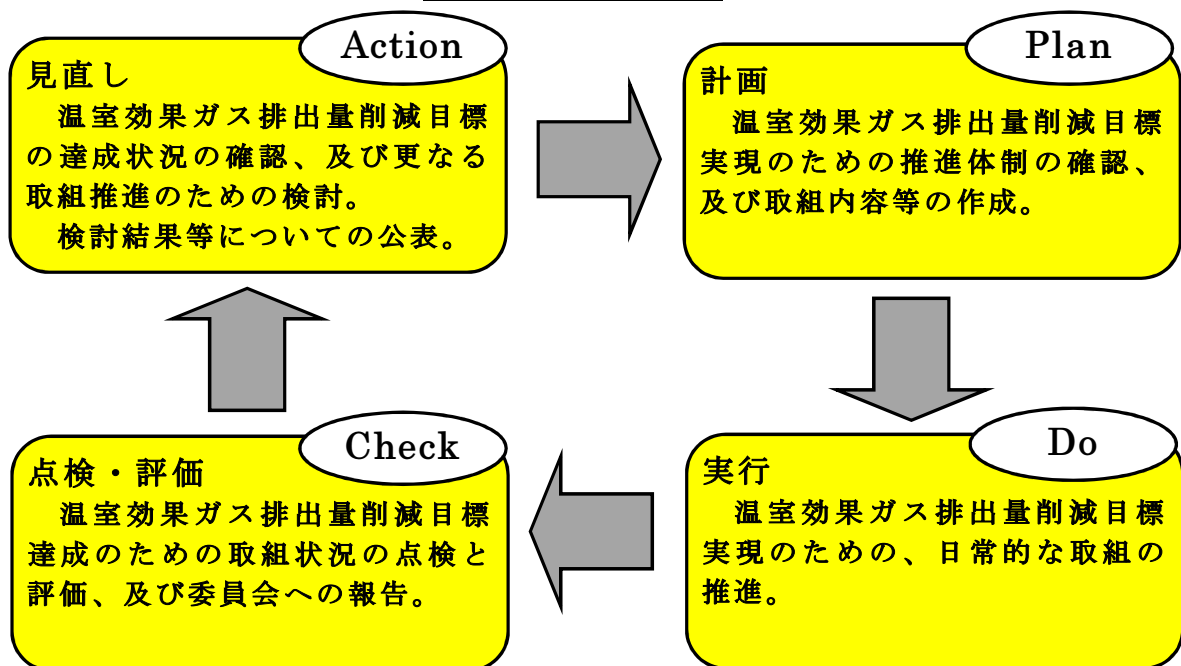 Action
見直し
温室効果ガス排出量削減目標
の達成状況の確認、及び更なる
取組推進のための検討。
検討結果等についての公表。
Plan
計画
温室効果ガス排出量削減目標
実現のための推進体制の確認、
及び取組内容等の作成。
Check
点検・評価
温室効果ガス排出量削減目標
達成のための取組状況の点検と
評価、及び委員会への報告。
Do
実行
温室効果ガス排出量削減目標
実現のための、日常的な取組の
推進。